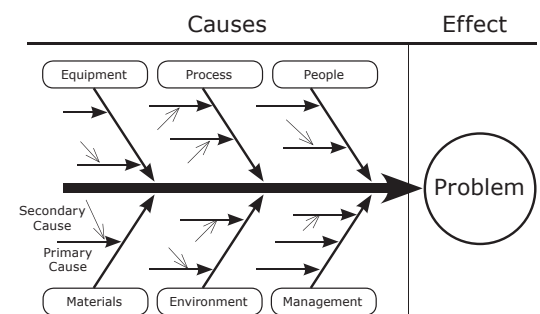 Causes
Effect
Equipment
Process
People
Problem
Secondary
Cause
Primary
Cause
Materials
Environment
Management